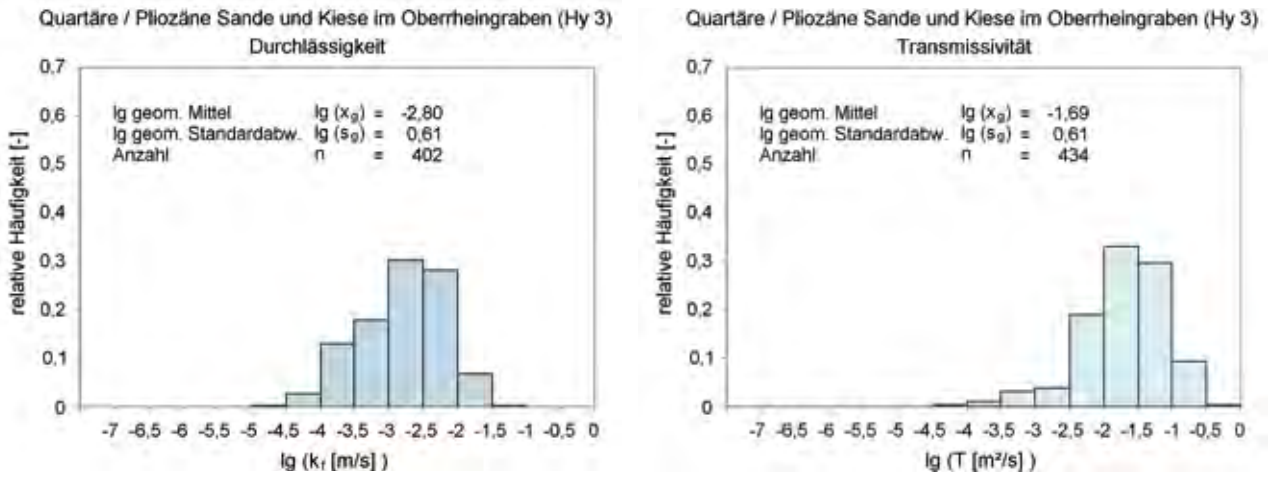 Quartäre / Pliozäne Sande und Kiese im Oberrheingraben (Hy 3)
Durchlässigkeit
0,7
0,6
0,5
0,4
0,3
0,2
0,1
0
relative Häufigkeit [-]
lg geom. Mittel lg (xg) = -2,80
lg geom. Standardabw. lg (sg) = 0,61
Anzahl n = 402
-7 -6,5 -6 -5,5 -5 -4,5 -4 -3,5 -3 -2,5 -2 -1,5 -1 -0,5 0
lg (kf [m/s] )
Quartäre / Pliozäne Sande und Kiese im Oberrheingraben (Hy 3)
Transmissivität
0,7
0,6
0,5
0,4
0,3
0,2
0,1
0
relative Häufigkeit [-]
lg geom. Mittel lg (xg) = -1,69
lg geom. Standardabw. lg (sg) = 0,61
Anzahl n = 434
-7 -6,5 -6 -5,5 -5 -4,5 -4 -3,5 -3 -2,5 -2 -1,5 -1 -0,5 0
lg (T [m²/s] )